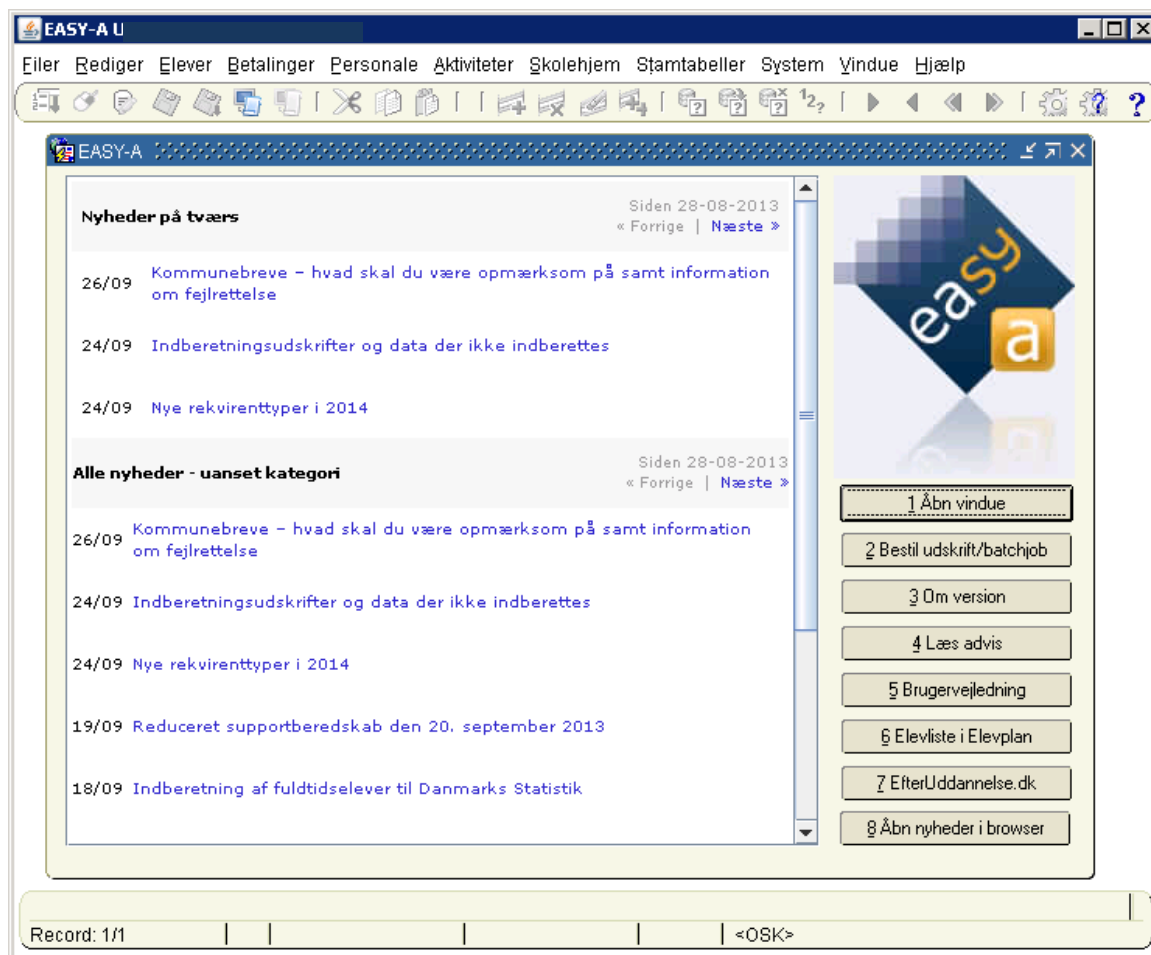 EASY-A U
Filer Rediger Elever Betalinger Personale Aktiviteter Skolehjem Stamtabeller System Vindue Hjælp
EASY-A
Nyheder på tværs
Siden 28-08-2013
« Forrige | Næste »
26/09 Kommunebreve – hvad skal du være opmærksom på samt information
om fejlrettelse
24/09 Indberetningsudskrifter og data der ikke indberettes
24/09 Nye rekvirenttyper i 2014
Alle nyheder - uanset kategori
Siden 28-08-2013
« Forrige | Næste »
26/09 Kommunebreve – hvad skal du være opmærksom på samt information
om fejlrettelse
24/09 Indberetningsudskrifter og data der ikke indberettes
24/09 Nye rekvirenttyper i 2014
19/09 Reduceret supportberedskab den 20. september 2013
18/09 Indberetning af fuldtidselever til Danmarks Statistik
easy
a
1 Åbn vindue
2 Bestil udskrift/batchjob
3 Om version
4 Læs advis
5 Brugervejledning
6 Elevliste i Elevplan
7 EfterUddannelse.dk
8 Åbn nyheder i browser
Record: 1/1
<OSK>